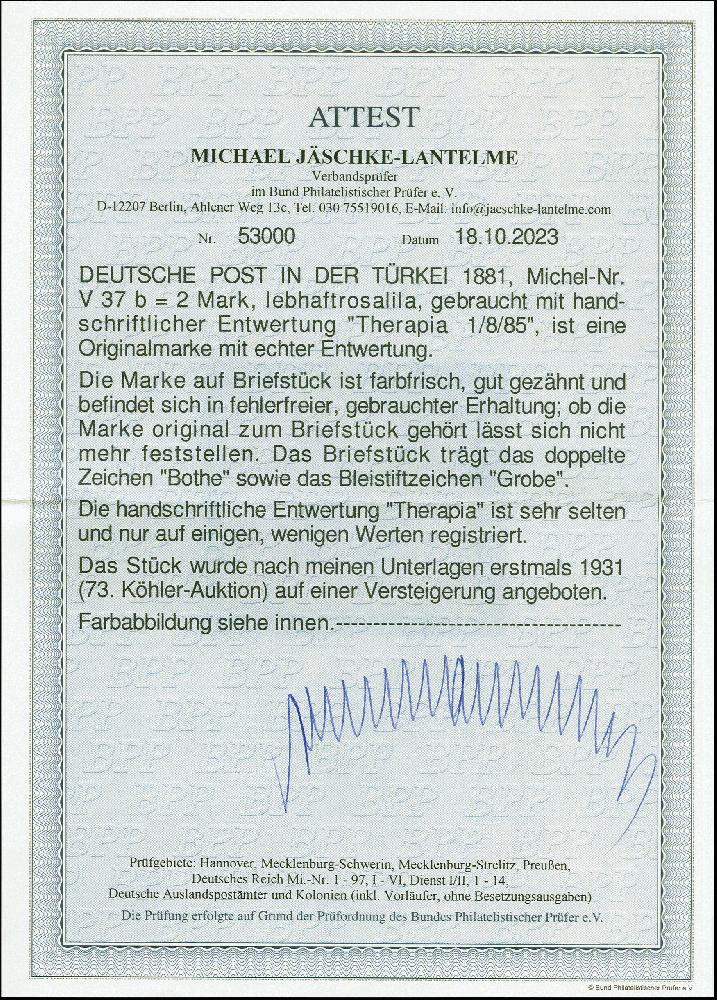 ATTEST
MICHAEL JÄSCHKE-LANTELME
Verbandsprüfer
im Bund Philatelistischer Prüfer e. V.
D-12207 Berlin, Ahlener Weg 13c, Tel. 030 75519016, E-Mail: info@jaeschke-lantelme.com
Nr. 53000 Datum 18.10.2023
DEUTSCHE POST IN DER TÜRKEI 1881, Michel-Nr.
V 37 b = 2 Mark, lebhaftrosalila, gebraucht mit hand-
schriftlicher Entwertung "Therapia 1/8/85", ist eine
Originalmarke mit echter Entwertung.
Die Marke auf Briefstück ist farbfrisch, gut gezähnt und
befindet sich in fehlerfreier, gebrauchter Erhaltung; ob die
Marke original zum Briefstück gehört lässt sich nicht
mehr feststellen. Das Briefstück trägt das doppelte
Zeichen "Bothe" sowie das Bleistiftzeichen "Grobe".
Die handschriftliche Entwertung "Therapia" ist sehr selten
und nur auf einigen, wenigen Werten registriert.
Das Stück wurde nach meinen Unterlagen erstmals 1931
(73. Köhler-Auktion) auf einer Versteigerung angeboten.
Farbabbildung siehe innen.-----------------------------------
Prüfgebiete: Hannover, Mecklenburg-Schwerin, Mecklenburg-Strelitz, Preußen,
Deutsches Reich Mi.-Nr. 1 - 97, I - VI, Dienst I/II, 1 - 14,
Deutsche Auslandspostämter und Kolonien (inkl. Vorläufer, ohne Besetzungsausgaben)
Die Prüfung erfolgte auf Grund der Prüfordnung des Bundes Philatelistischer Prüfer e.V.
© Bund Philatelistischer Prüfer e.V.